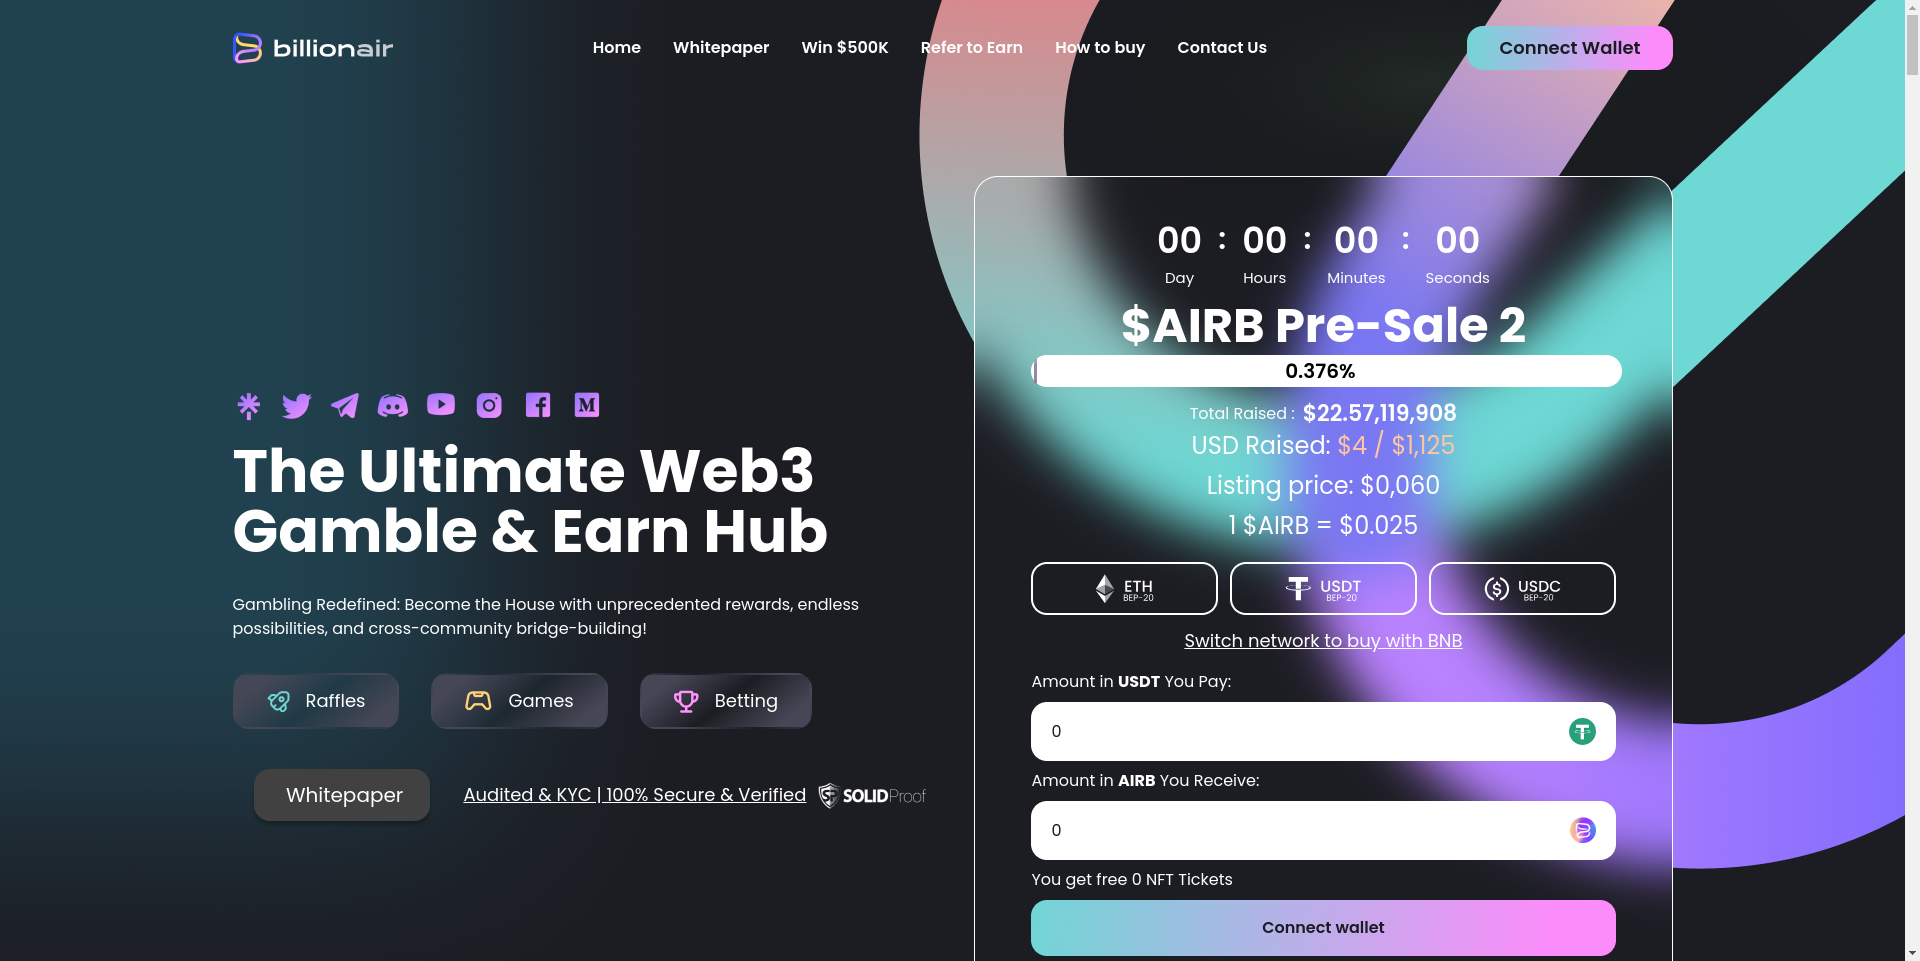 billionair
Home Whitepaper Win $500K Refer to Earn How to buy Contact Us
Connect Wallet
The Ultimate Web3
Gamble & Earn Hub
Gambling Redefined: Become the House with unprecedented rewards, endless
possibilities, and cross-community bridge-building!
Raffles Games Betting
Whitepaper
Audited & KYC | 100% Secure & Verified
SOLIDProof
00 : 00 : 00 : 00
Day Hours Minutes Seconds
$AIRB Pre-Sale 2
0.376%
Total Raised : $22.57,119,908
USD Raised: $4 / $1,125
Listing price: $0,060
1 $AIRB = $0.025
ETH
BEP-20
USDT
BEP-20
USDC
BEP-20
Switch network to buy with BNB
Amount in USDT You Pay:
0
Amount in AIRB You Receive:
0
You get free 0 NFT Tickets
Connect wallet